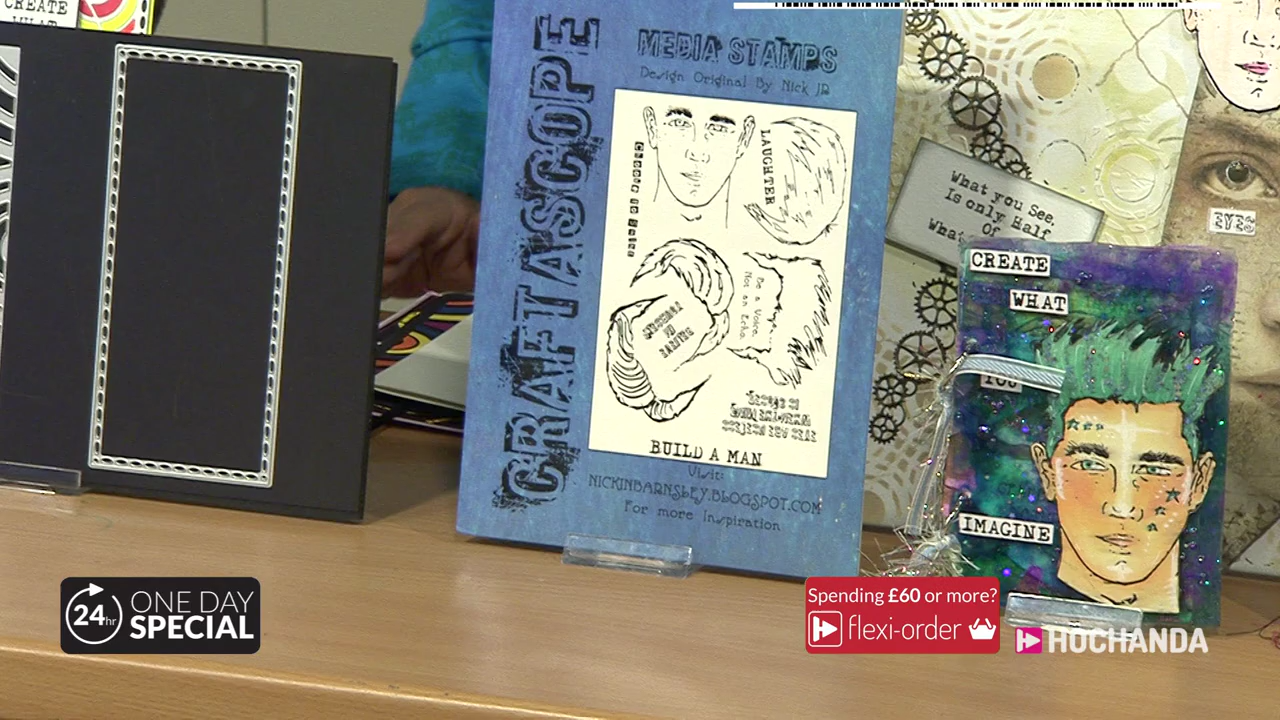 CREATE
WHAT
CRAFTASCOPE
MEDIA STAMPS
Design Original By Nick JR
LAUGHTER
Be a Voice,
Not an Echo
BUILD A MAN
Visit:
NICKINBARNSLEY.BLOGSPOT.COM
For more Inspiration
What you See,
Is only Half
Of
EYES
CREATE
WHAT
YOU
IMAGINE
24hr
ONE DAY
SPECIAL
Spending £60 or more?
flexi-order
HOCHANDA